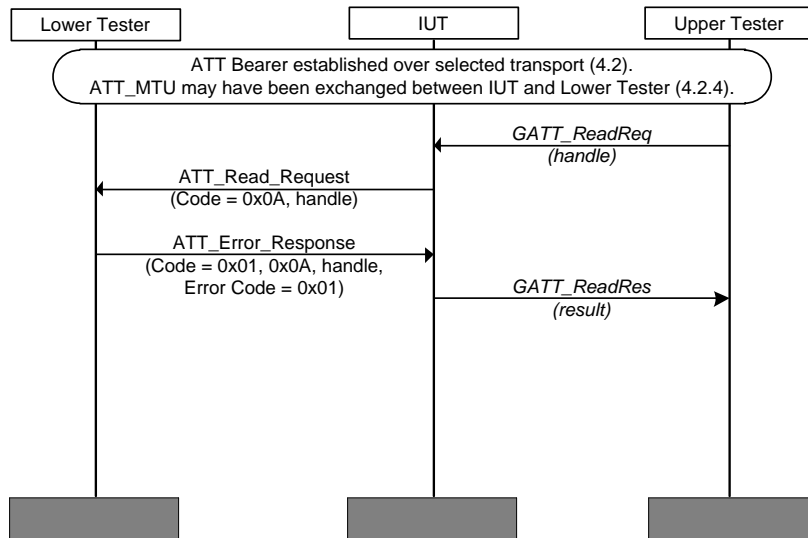 Lower Tester
IUT
Upper Tester
ATT Bearer established over selected transport (4.2).
ATT_MTU may have been exchanged between IUT and Lower Tester (4.2.4).
GATT_ReadReq
(handle)
ATT_Read_Request
(Code = 0x0A, handle)
ATT_Error_Response
(Code = 0x01, 0x0A, handle,
Error Code = 0x01)
GATT_ReadRes
(result)